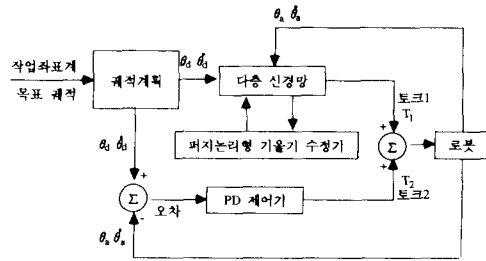 θa θ̇a
작업좌표계
목표 궤적
궤적계획
θd θ̇d
다층 신경망
토크1
T1
퍼지논리형 기울기 수정기
θd θ̇d
+
Σ
-
오차
PD 제어기
+
Σ
+
로봇
T2
토크2
θa θ̇a